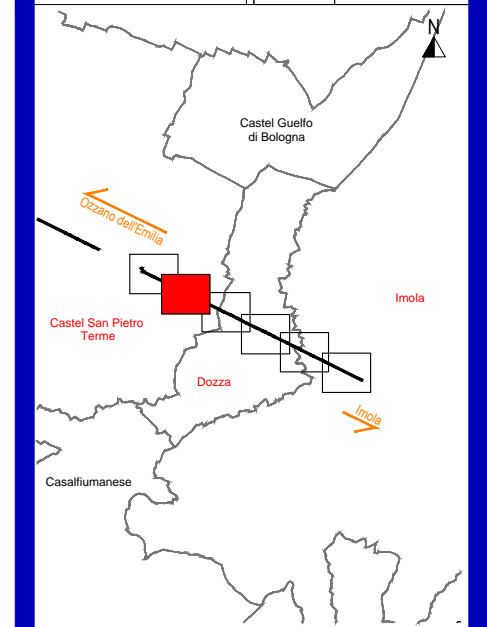 N
Castel Guelfo
di Bologna
Ozzano dell'Emilia
Imola
Castel San Pietro
Terme
Dozza
Imola
Casalfiumanese